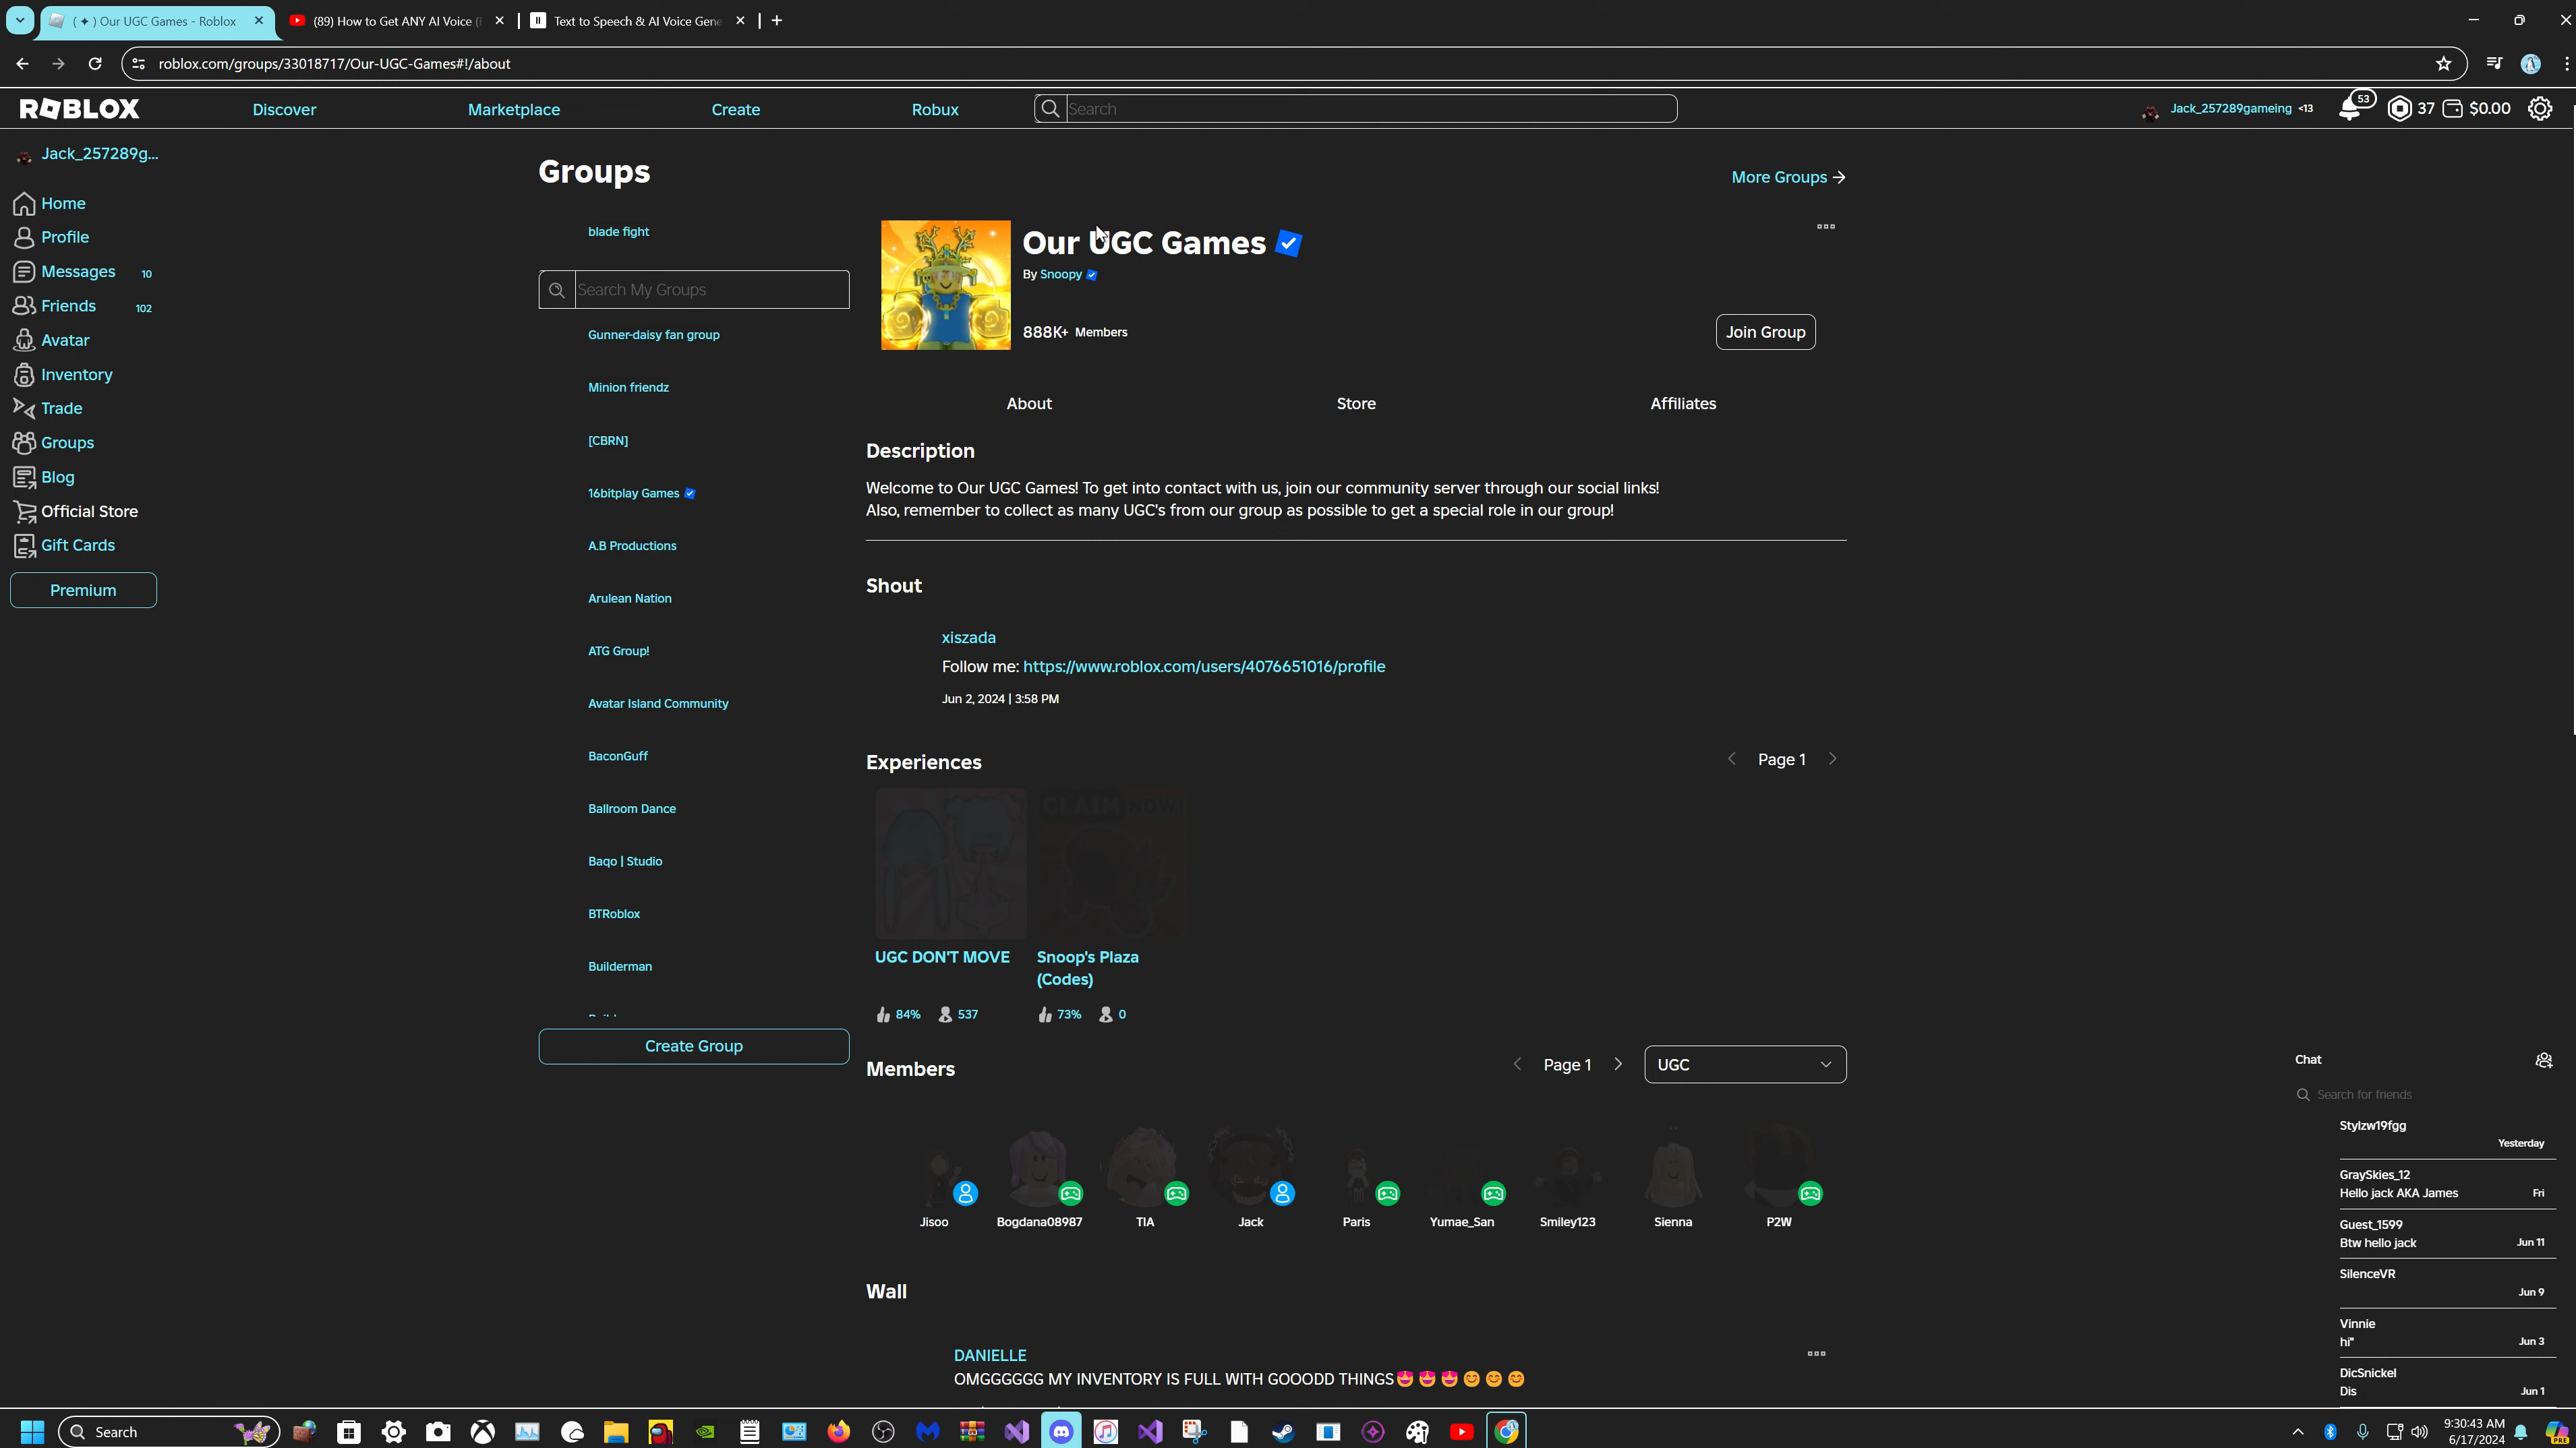 ( ✦ ) Our UGC Games - Roblox
(89) How to Get ANY AI Voice (i
Text to Speech & AI Voice Gene
roblox.com/groups/33018717/Our-UGC-Games#!/about
ROBLOX
Discover
Marketplace
Create
Robux
Search
Jack_257289gameing <13
53
37
$0.00
Jack_257289g...
Home
Profile
Messages 10
Friends 102
Avatar
Inventory
Trade
Groups
Blog
Official Store
Gift Cards
Premium
Groups
More Groups →
blade fight
Search My Groups
Gunner-daisy fan group
Minion friendz
[CBRN]
16bitplay Games
A.B Productions
Arulean Nation
ATG Group!
Avatar Island Community
BaconGuff
Ballroom Dance
Baqo | Studio
BTRoblox
Builderman
Create Group
Our UGC Games
By Snoopy
888K+ Members
Join Group
About
Store
Affiliates
Description
Welcome to Our UGC Games! To get into contact with us, join our community server through our social links!
Also, remember to collect as many UGC's from our group as possible to get a special role in our group!
Shout
xiszada
Follow me: https://www.roblox.com/users/4076651016/profile
Jun 2, 2024 | 3:58 PM
Experiences
Page 1
CLAIM NOW!
UGC DON'T MOVE
84% 537
Snoop's Plaza
(Codes)
73% 0
Members
Page 1
UGC
Jisoo
Bogdana08987
TIA
Jack
Paris
Yumae_San
Smiley123
Sienna
P2W
Wall
DANIELLE
OMGGGGGG MY INVENTORY IS FULL WITH GOOODD THINGS😍😍😍😊😊😊
Chat
Search for friends
Stylzw19fgg
Yesterday
GraySkies_12
Hello jack AKA James Fri
Guest_1599
Btw hello jack Jun 11
SilenceVR
Jun 9
Vinnie
hi" Jun 3
DicSnickel
Dis Jun 1
Search
9:30:43 AM
6/17/2024
PRE